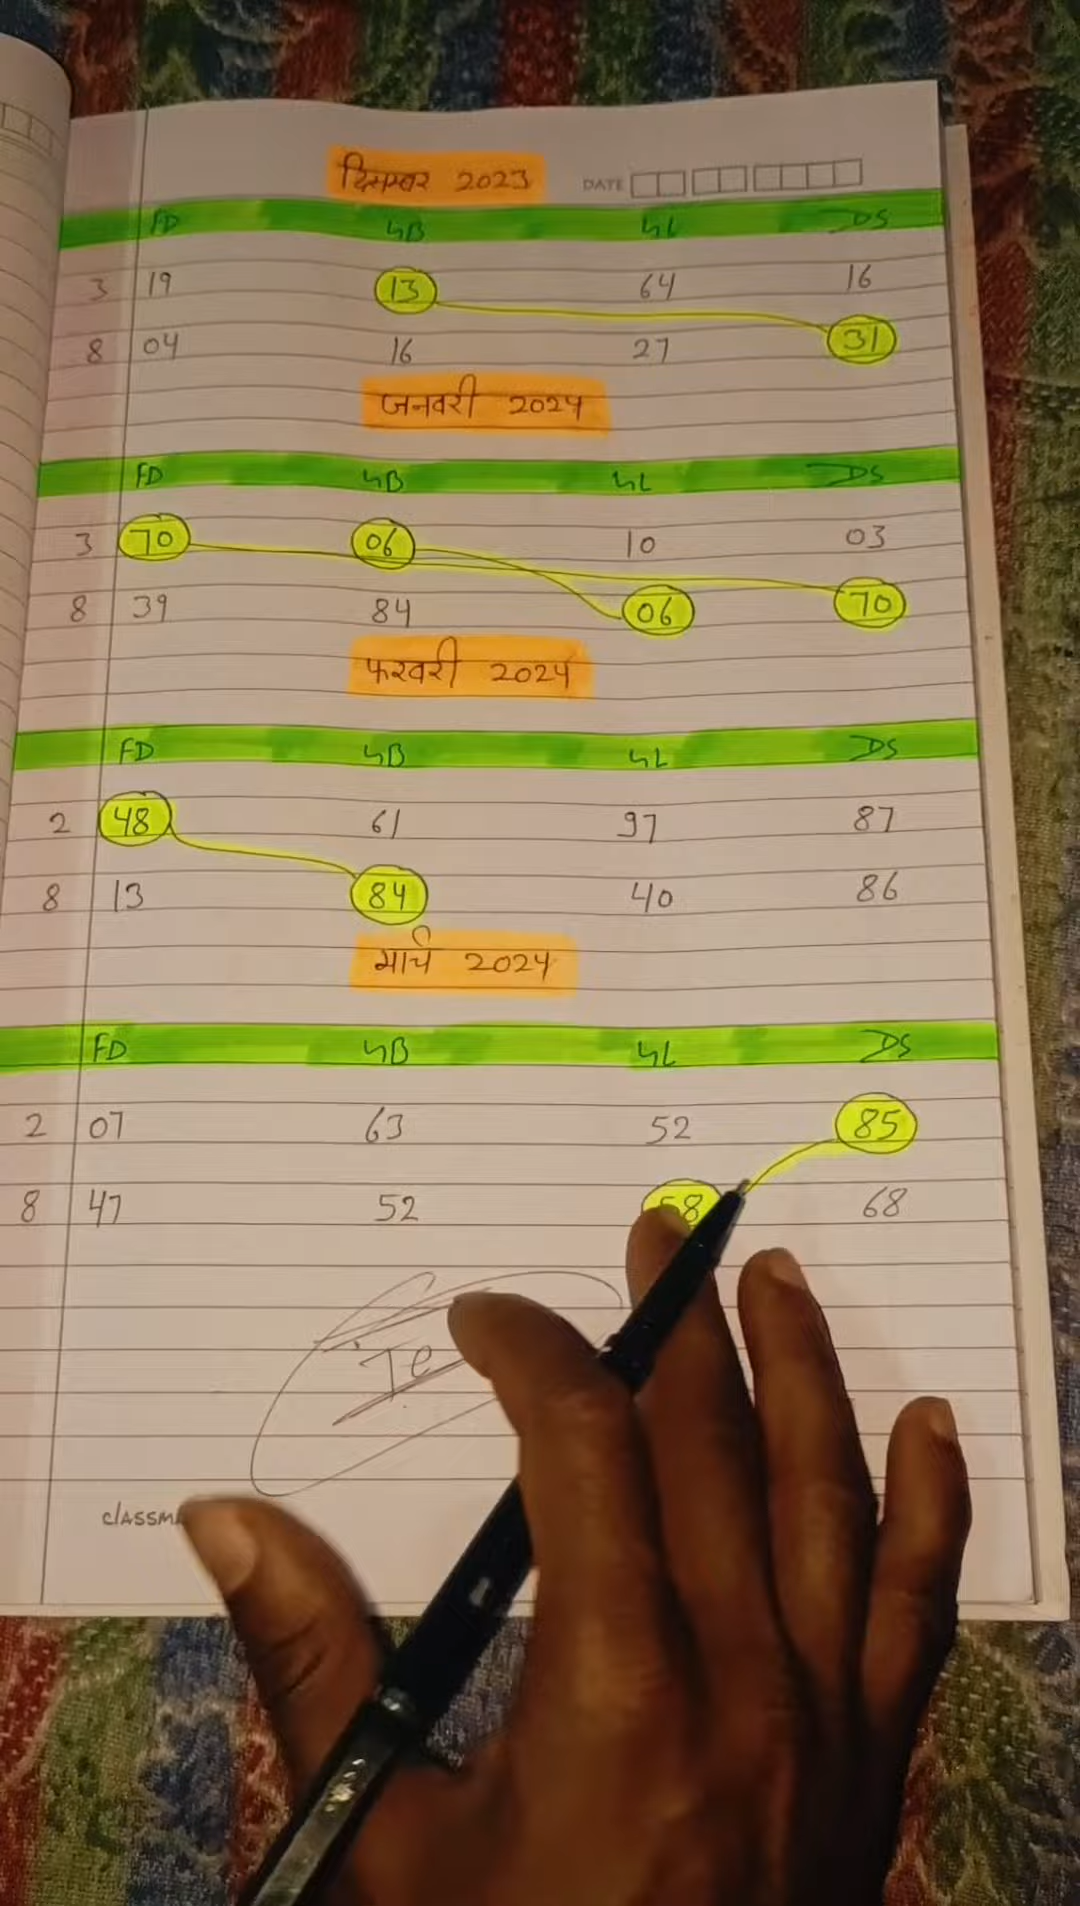 दिसम्बर 2023 DATE
FD GB GL DS
3 19 13 64 16
8 04 16 27 31
जनवरी 2024
FD GB GL DS
3 70 06 10 03
8 39 84 06 70
फरवरी 2024
FD GB GL DS
2 48 61 97 87
8 13 84 40 86
मार्च 2024
FD GB GL DS
2 07 63 52 85
8 47 52 58 68